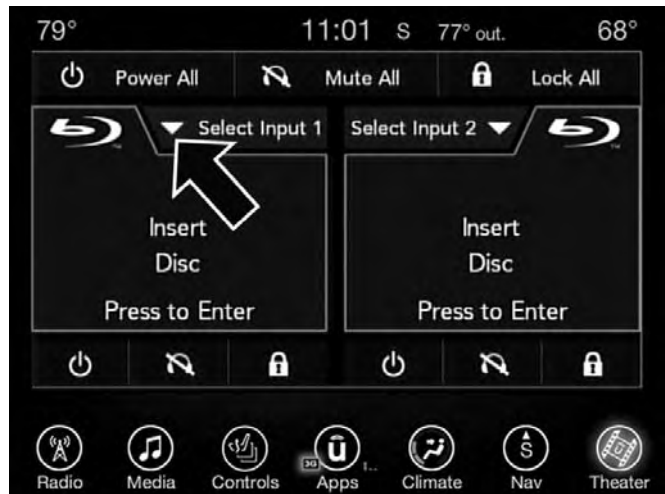 79° 11:01 S 77° out. 68°
Power All Mute All Lock All
Select Input 1 Select Input 2
Insert
Disc
Press to Enter
Insert
Disc
Press to Enter
3G
Radio Media Controls Apps Climate Nav Theater